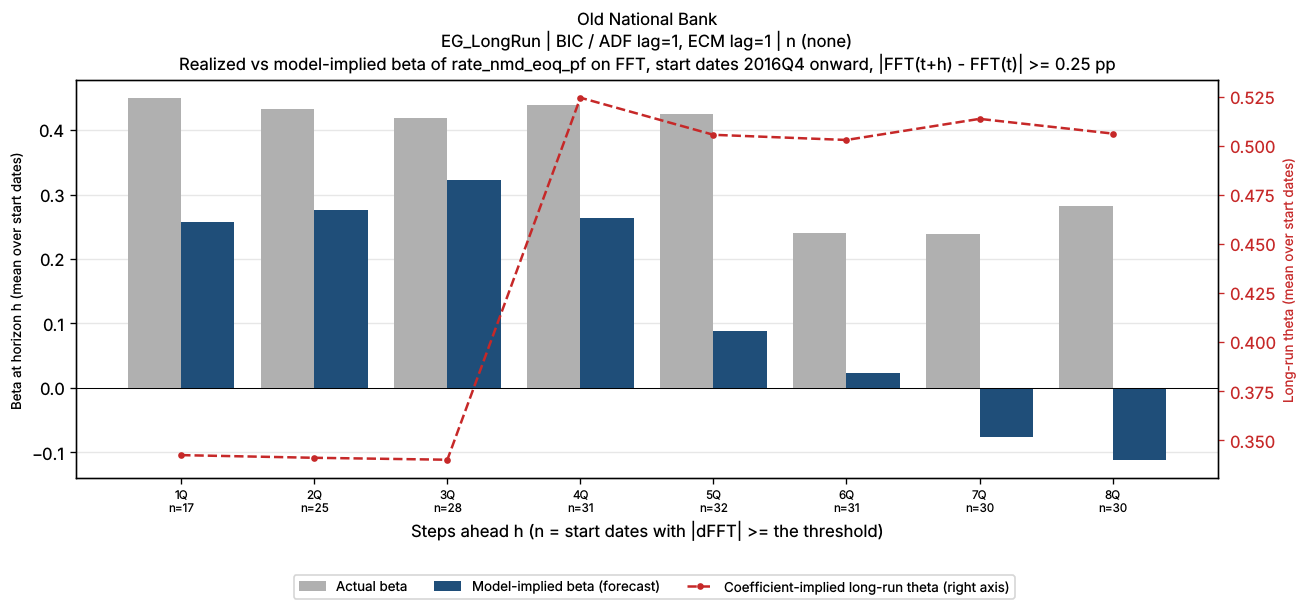 Old National Bank
EG_LongRun | BIC / ADF lag=1, ECM lag=1 | n (none)
Realized vs model-implied beta of rate_nmd_eoq_pf on FFT, start dates 2016Q4 onward, |FFT(t+h) - FFT(t)| >= 0.25 pp
Beta at horizon h (mean over start dates)
0.4
0.3
0.2
0.1
0.0
−0.1
0.525
0.500
0.475
0.450
0.425
0.400
0.375
0.350
Long-run theta (mean over start dates)
1Q 2Q 3Q 4Q 5Q 6Q 7Q 8Q
n=17 n=25 n=28 n=31 n=32 n=31 n=30 n=30
Steps ahead h (n = start dates with |dFFT| >= the threshold)
Actual beta Model-implied beta (forecast) Coefficient-implied long-run theta (right axis)